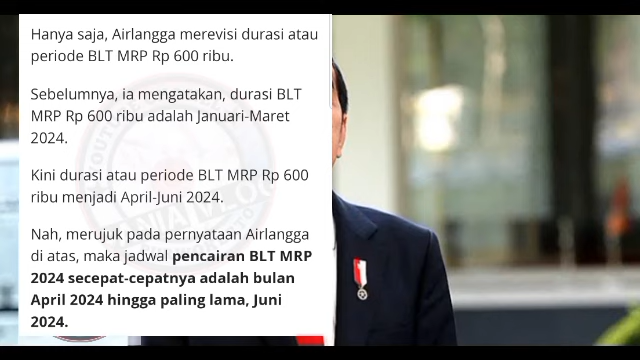 Hanya saja, Airlangga merevisi durasi atau
periode BLT MRP Rp 600 ribu.
Sebelumnya, ia mengatakan, durasi BLT
MRP Rp 600 ribu adalah Januari-Maret
2024.
Kini durasi atau periode BLT MRP Rp 600
ribu menjadi April-Juni 2024.
Nah, merujuk pada pernyataan Airlangga
di atas, maka jadwal pencairan BLT MRP
2024 secepat-cepatnya adalah bulan
April 2024 hingga paling lama, Juni
2024.